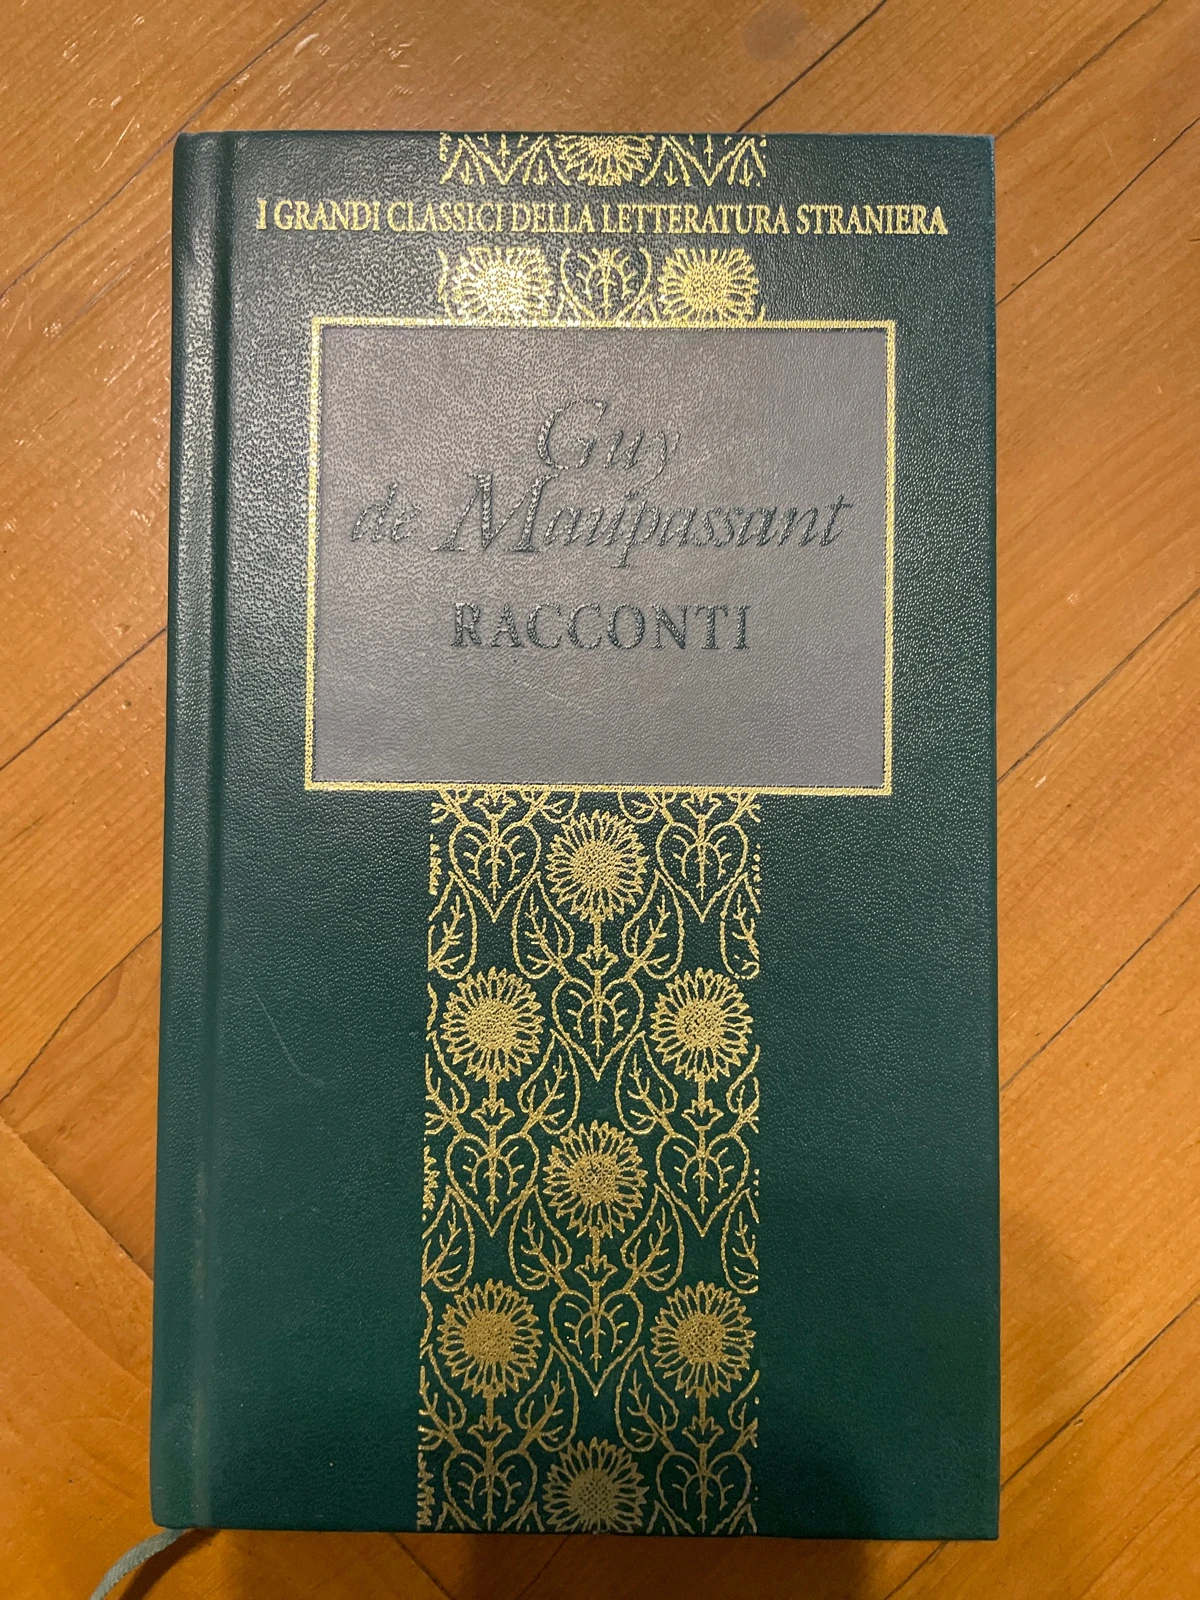 I GRANDI CLASSICI DELLA LETTERATURA STRANIERA
Guy
de Maupassant
RACCONTI